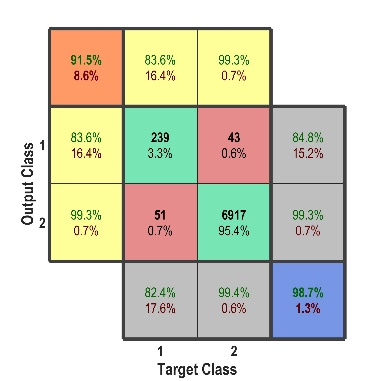 91.5% 83.6% 99.3%
8.6% 16.4% 0.7%
83.6% 239 43 84.8%
16.4% 3.3% 0.6% 15.2%
99.3% 51 6917 99.3%
0.7% 0.7% 95.4% 0.7%
82.4% 99.4% 98.7%
17.6% 0.6% 1.3%
Output Class
1
2
1 2
Target Class